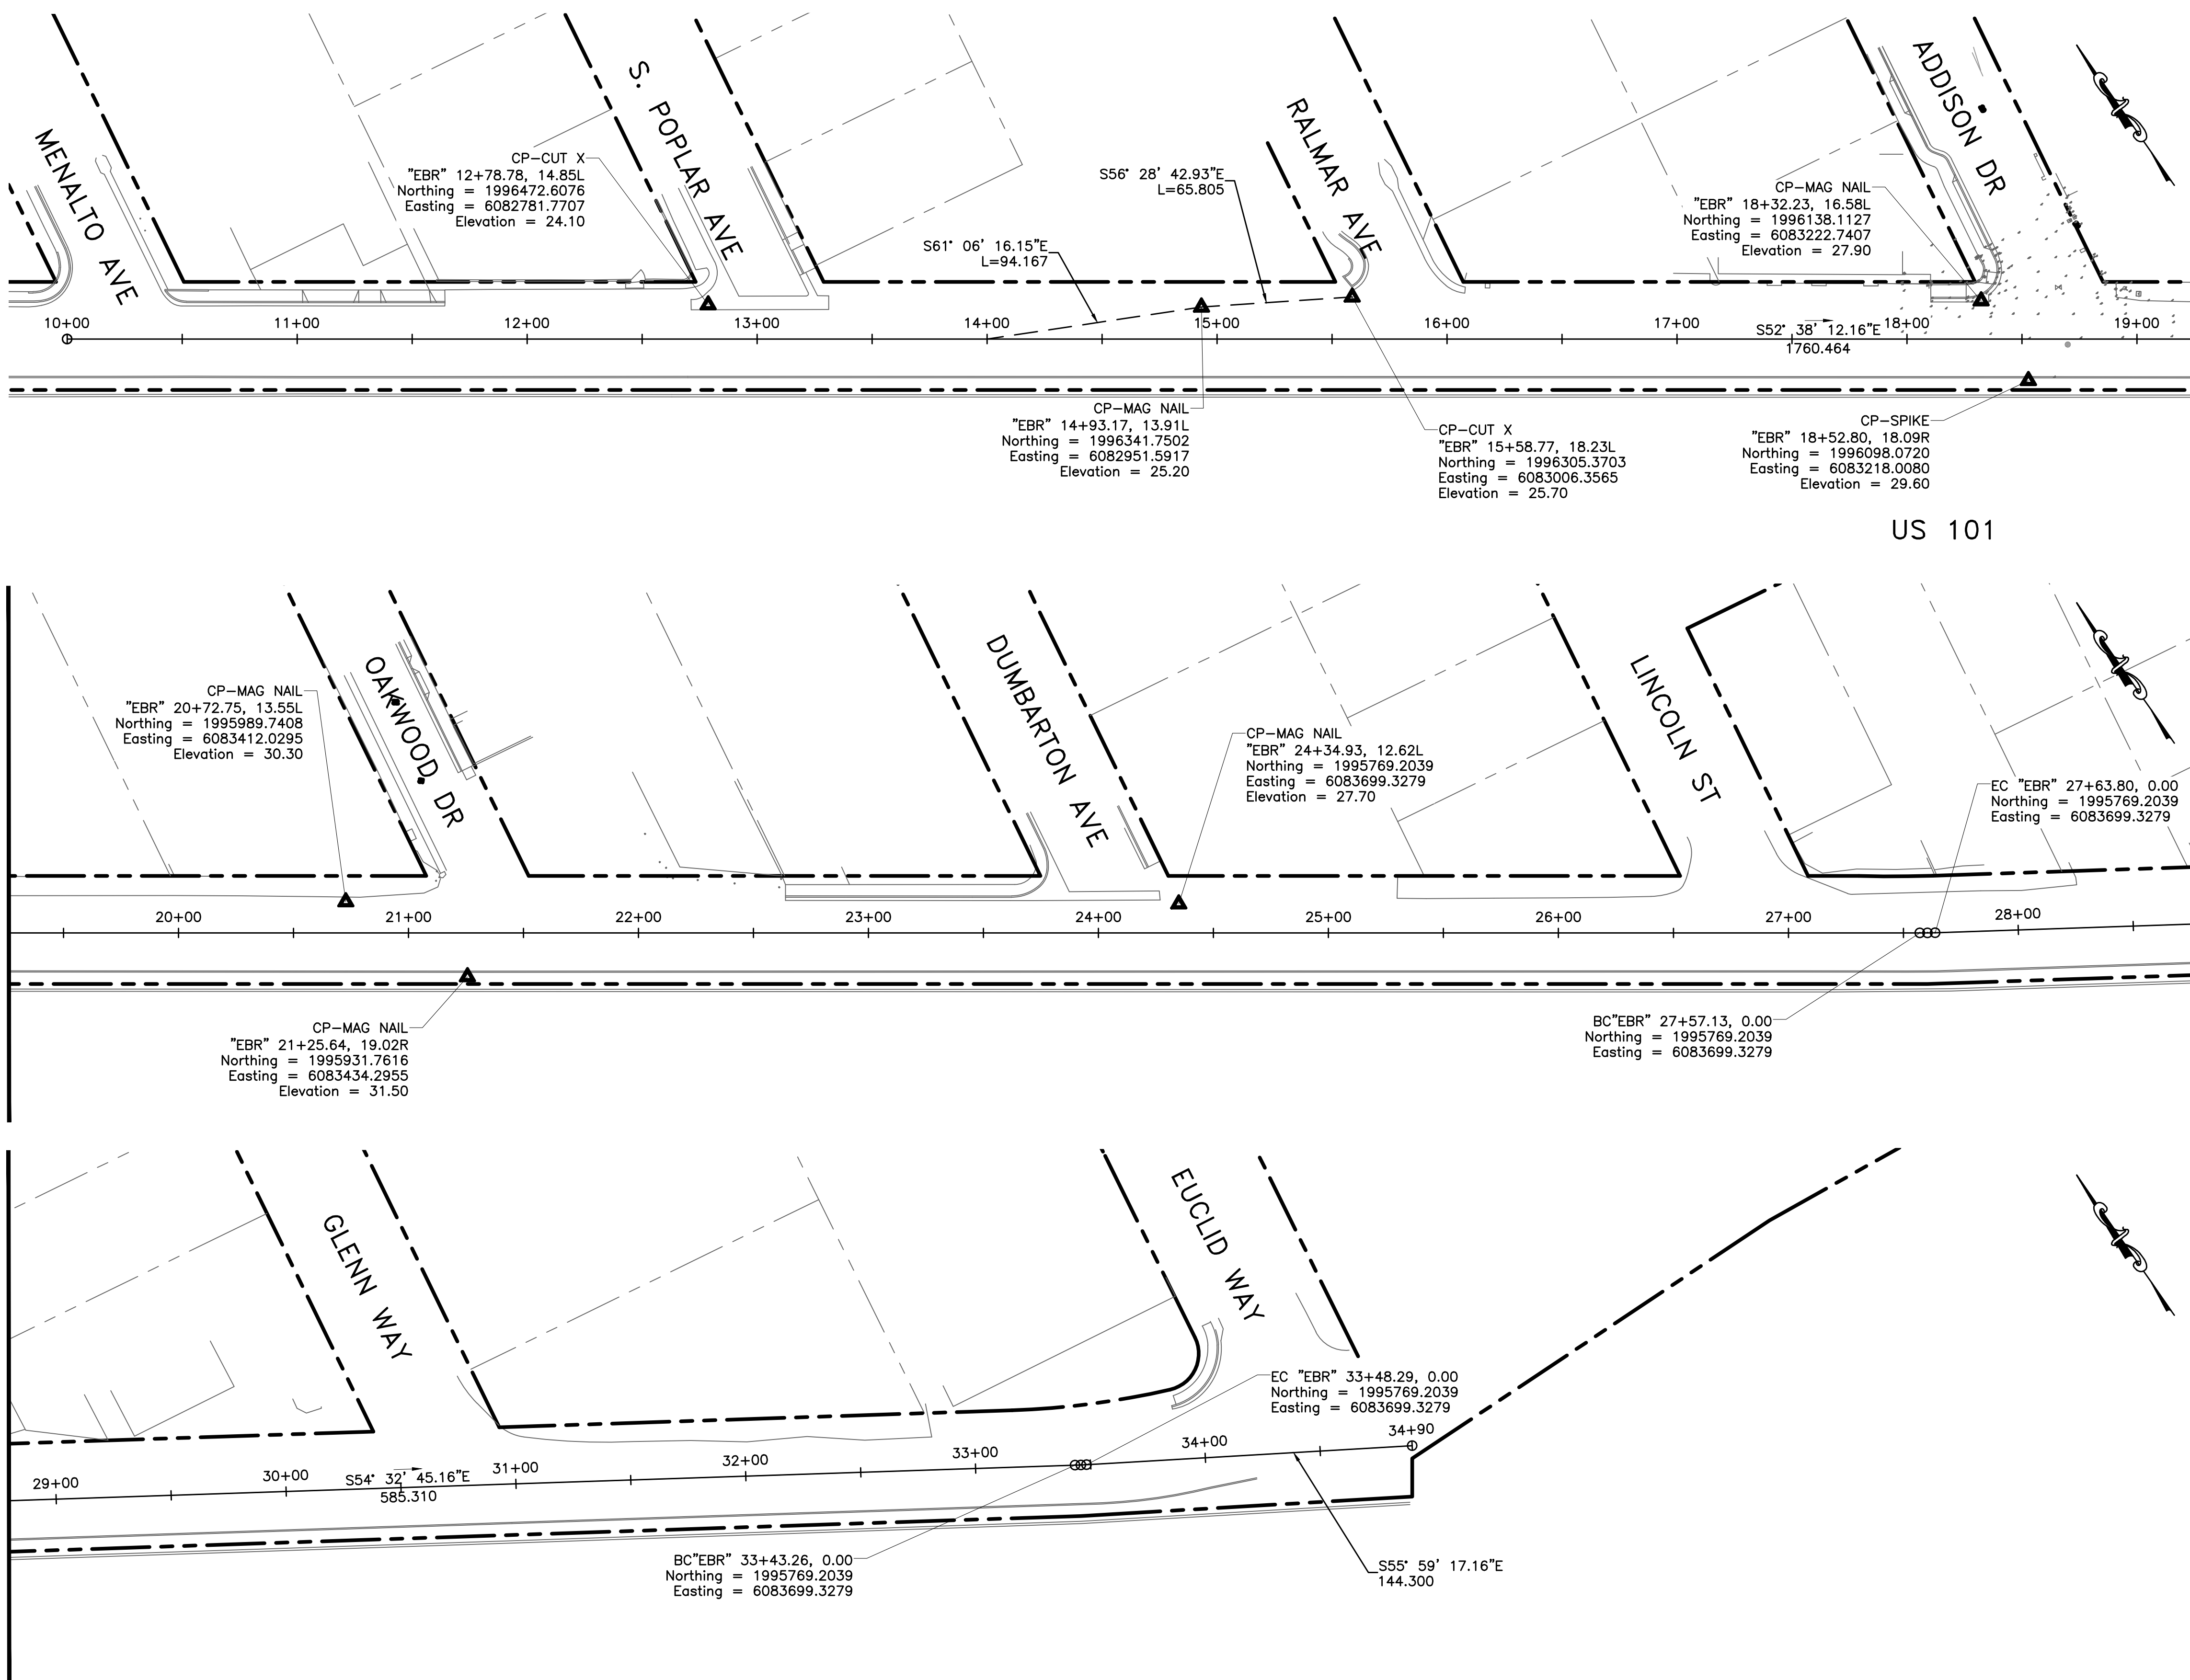 MENALTO AVE
S. POPLAR AVE
RALMAR AVE
ADDISON DR
CP-CUT X
"EBR" 12+78.78, 14.85L
Northing = 1996472.6076
Easting = 6082781.7707
Elevation = 24.10
S56° 28' 42.93"E
L=65.805
S61° 06' 16.15"E
L=94.167
CP-MAG NAIL
"EBR" 18+32.23, 16.58L
Northing = 1996138.1127
Easting = 6083222.7407
Elevation = 27.90
10+00
11+00
12+00
13+00
14+00
15+00
16+00
17+00
S52° 38' 12.16"E
1760.464
18+00
19+00
CP-MAG NAIL
"EBR" 14+93.17, 13.91L
Northing = 1996341.7502
Easting = 6082951.5917
Elevation = 25.20
CP-CUT X
"EBR" 15+58.77, 18.23L
Northing = 1996305.3703
Easting = 6083006.3565
Elevation = 25.70
CP-SPIKE
"EBR" 18+52.80, 18.09R
Northing = 1996098.0720
Easting = 6083218.0080
Elevation = 29.60
US 101
OAKWOOD DR
DUMBARTON AVE
LINCOLN ST
CP-MAG NAIL
"EBR" 20+72.75, 13.55L
Northing = 1995989.7408
Easting = 6083412.0295
Elevation = 30.30
CP-MAG NAIL
"EBR" 24+34.93, 12.62L
Northing = 1995769.2039
Easting = 6083699.3279
Elevation = 27.70
EC "EBR" 27+63.80, 0.00
Northing = 1995769.2039
Easting = 6083699.3279
20+00
21+00
22+00
23+00
24+00
25+00
26+00
27+00
28+00
CP-MAG NAIL
"EBR" 21+25.64, 19.02R
Northing = 1995931.7616
Easting = 6083434.2955
Elevation = 31.50
BC"EBR" 27+57.13, 0.00
Northing = 1995769.2039
Easting = 6083699.3279
GLENN WAY
EUCLID WAY
EC "EBR" 33+48.29, 0.00
Northing = 1995769.2039
Easting = 6083699.3279
29+00
30+00
S54° 32' 45.16"E
585.310
31+00
32+00
33+00
34+00
34+90
BC"EBR" 33+43.26, 0.00
Northing = 1995769.2039
Easting = 6083699.3279
S55° 59' 17.16"E
144.300